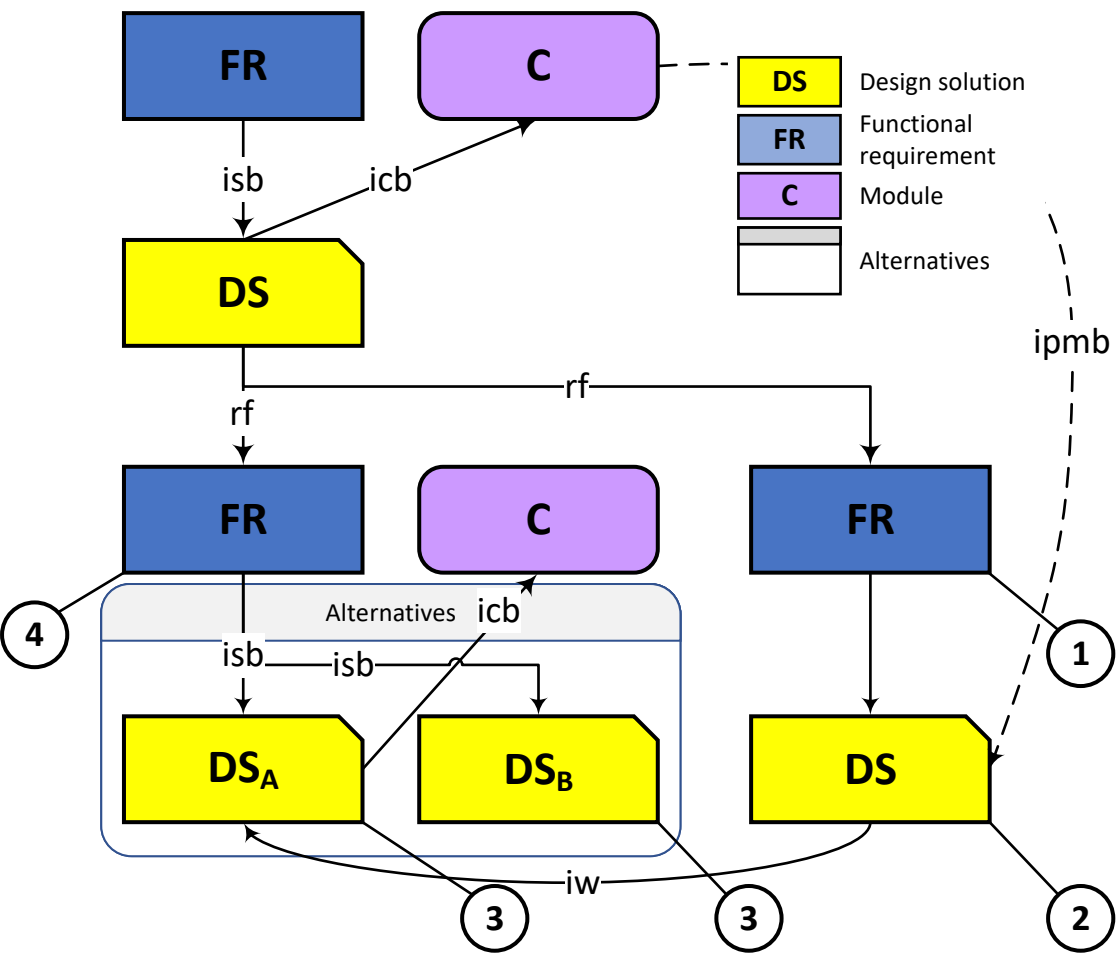 FR
C
DS
Design solution
FR
Functional
requirement
C
Module
Alternatives
isb
icb
DS
ipmb
rf
rf
FR
C
FR
4
Alternatives
icb
1
isb
isb
DSA
DSB
DS
iw
3
3
2